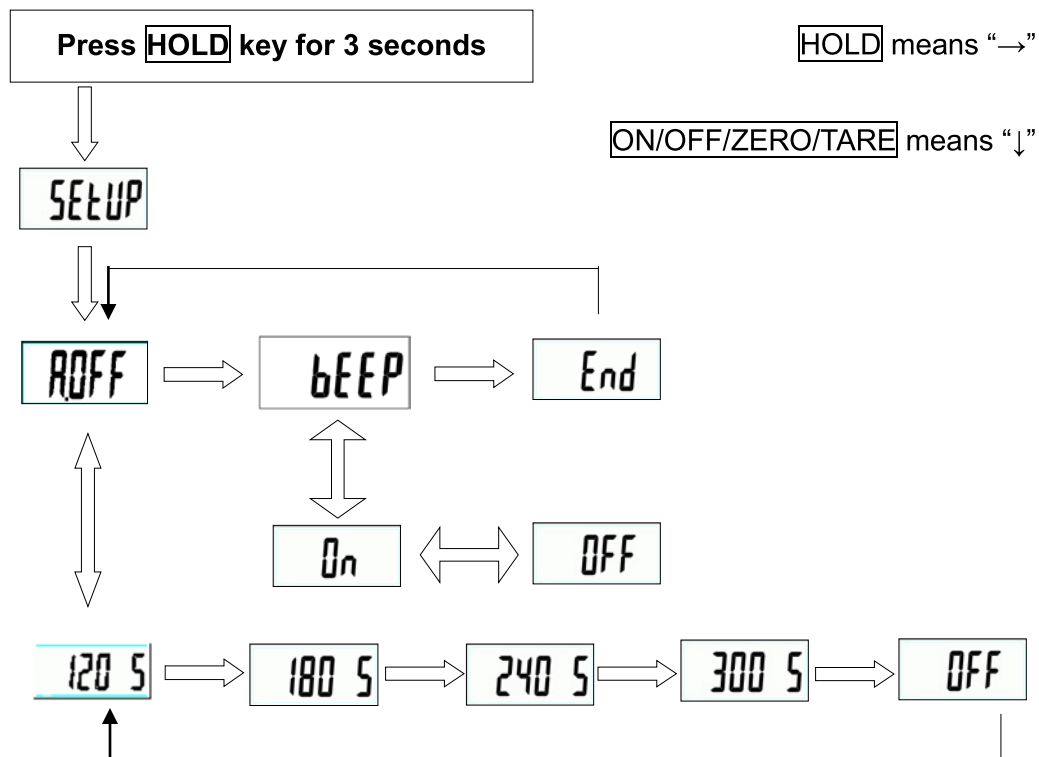 Press HOLD key for 3 seconds
HOLD means “→”
ON/OFF/ZERO/TARE means “↓”
SEtUP
A.OFF
bEEP
End
On
OFF
120 S
180 S
240 S
300 S
OFF